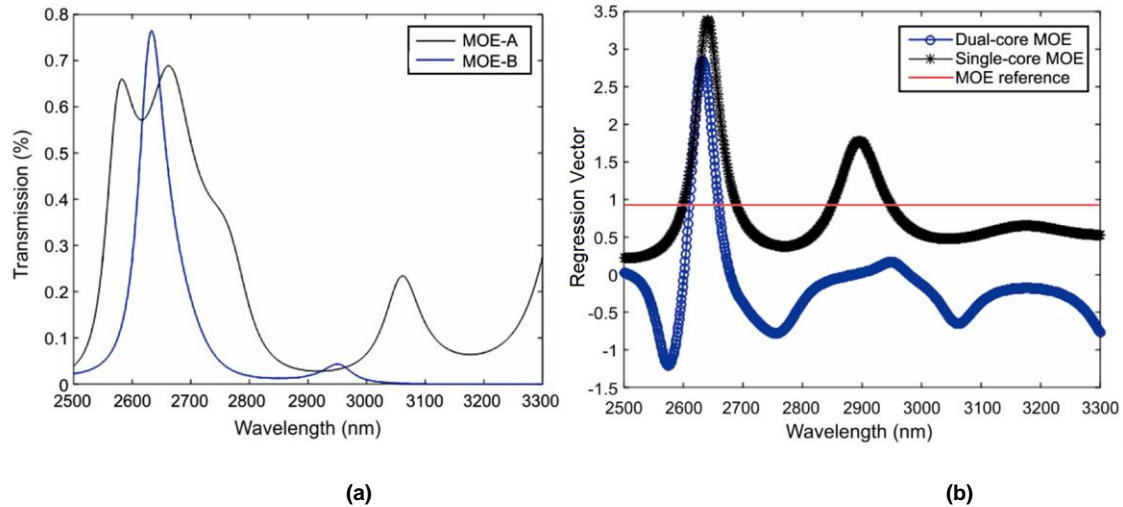 0.8
0.7
0.6
0.5
0.4
0.3
0.2
0.1
0
Transmission (%)
MOE-A
MOE-B
2500 2600 2700 2800 2900 3000 3100 3200 3300
Wavelength (nm)
(a)
3.5
3
2.5
2
1.5
1
0.5
0
-0.5
-1
-1.5
Regression Vector
Dual-core MOE
Single-core MOE
MOE reference
2500 2600 2700 2800 2900 3000 3100 3200 3300
Wavelength (nm)
(b)